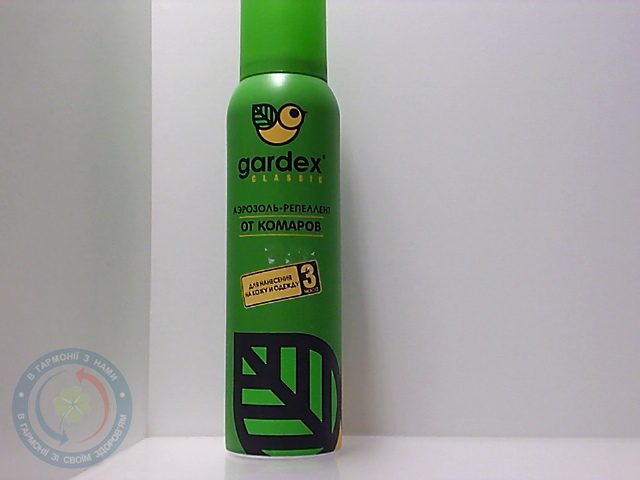 gardex
CLASSIC
АЭРОЗОЛЬ-РЕПЕЛЛЕНТ
ОТ КОМАРОВ
ДЛЯ НАНЕСЕНИЯ
НА КОЖУ И ОДЕЖДУ
3
ЧАСА
В ГАРМОНІЇ З НАМИ
В ГАРМОНІЇ ЗІ СВОЇМ ЗДОРОВ'ЯМ